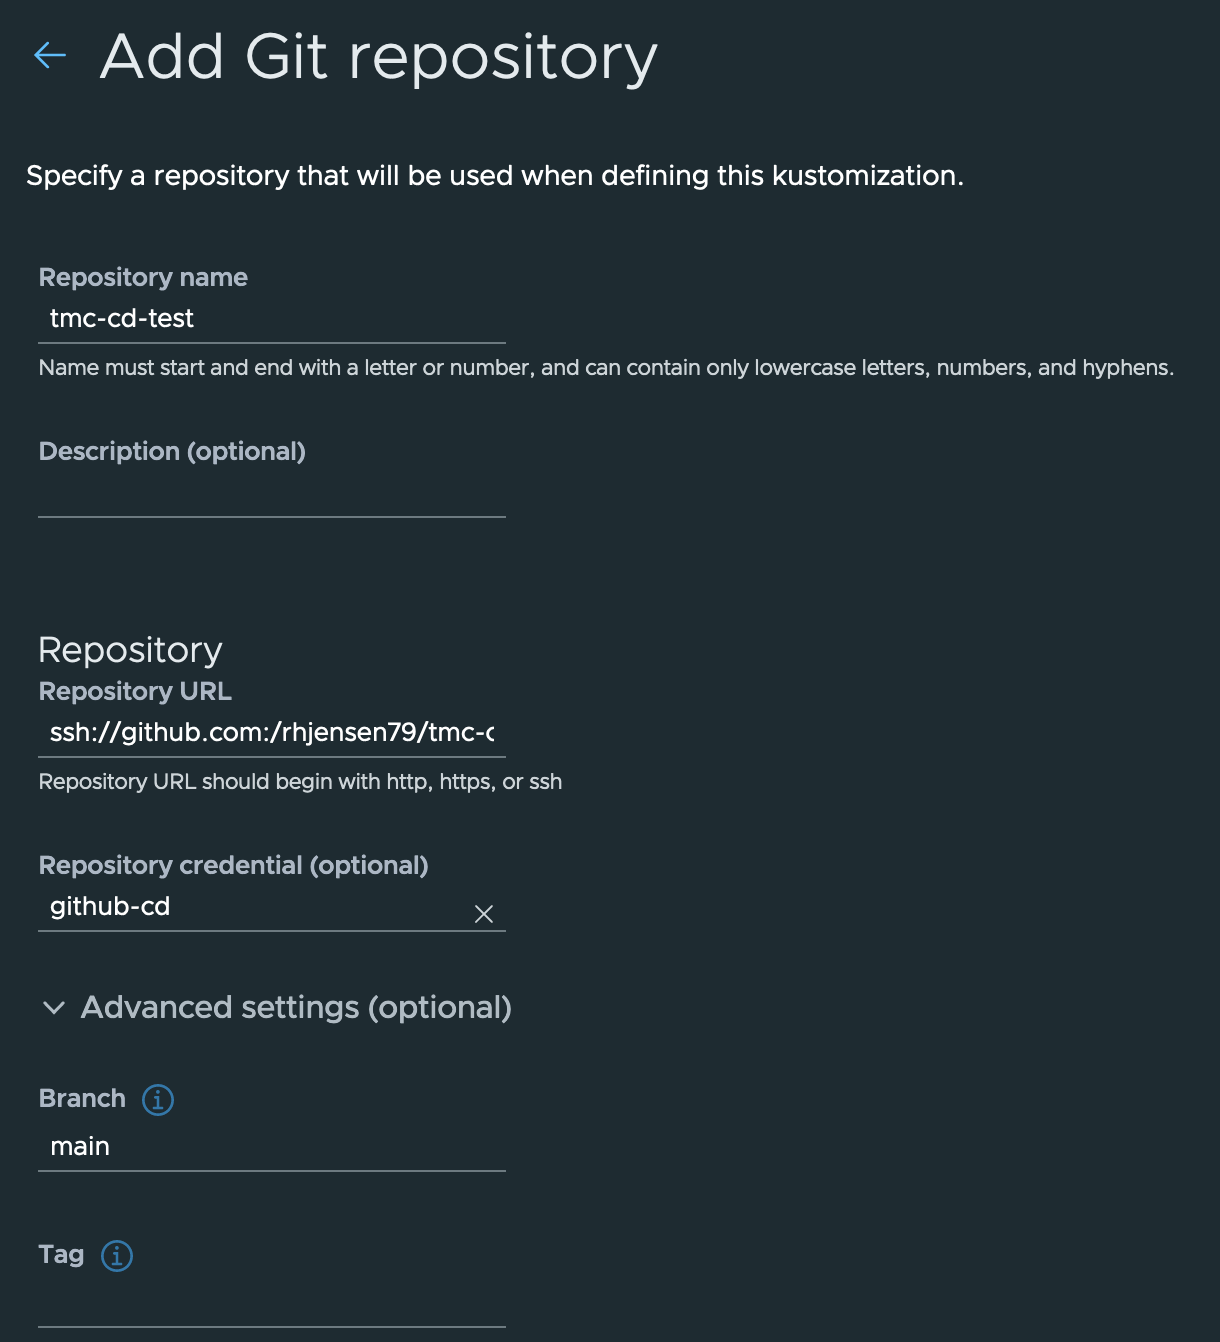 Add Git repository
Specify a repository that will be used when defining this kustomization.
Repository name
tmc-cd-test
Name must start and end with a letter or number, and can contain only lowercase letters, numbers, and hyphens.
Description (optional)
Repository
Repository URL
ssh://github.com:/rhjensen79/tmc-c
Repository URL should begin with http, https, or ssh
Repository credential (optional)
github-cd
Advanced settings (optional)
Branch
main
Tag